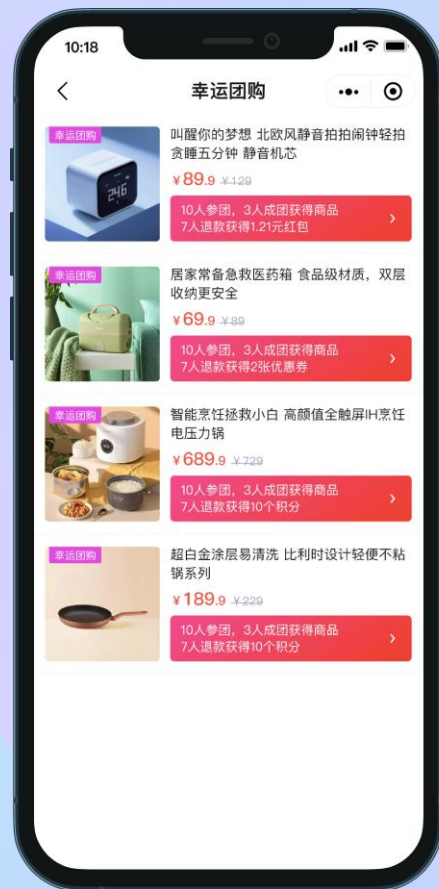 10:18
幸运团购
幸运团购
叫醒你的梦想 北欧风静音拍拍闹钟轻拍
贪睡五分钟 静音机芯
¥89.9 ¥129
10人参团，3人成团获得商品
7人退款获得1.21元红包
幸运团购
居家常备急救医药箱 食品级材质，双层
收纳更安全
¥69.9 ¥89
10人参团，3人成团获得商品
7人退款获得2张优惠券
幸运团购
智能烹饪拯救小白 高颜值全触屏IH烹饪
电压力锅
¥689.9 ¥729
10人参团，3人成团获得商品
7人退款获得10个积分
幸运团购
超白金涂层易清洗 比利时设计轻便不粘
锅系列
¥189.9 ¥229
10人参团，3人成团获得商品
7人退款获得10个积分